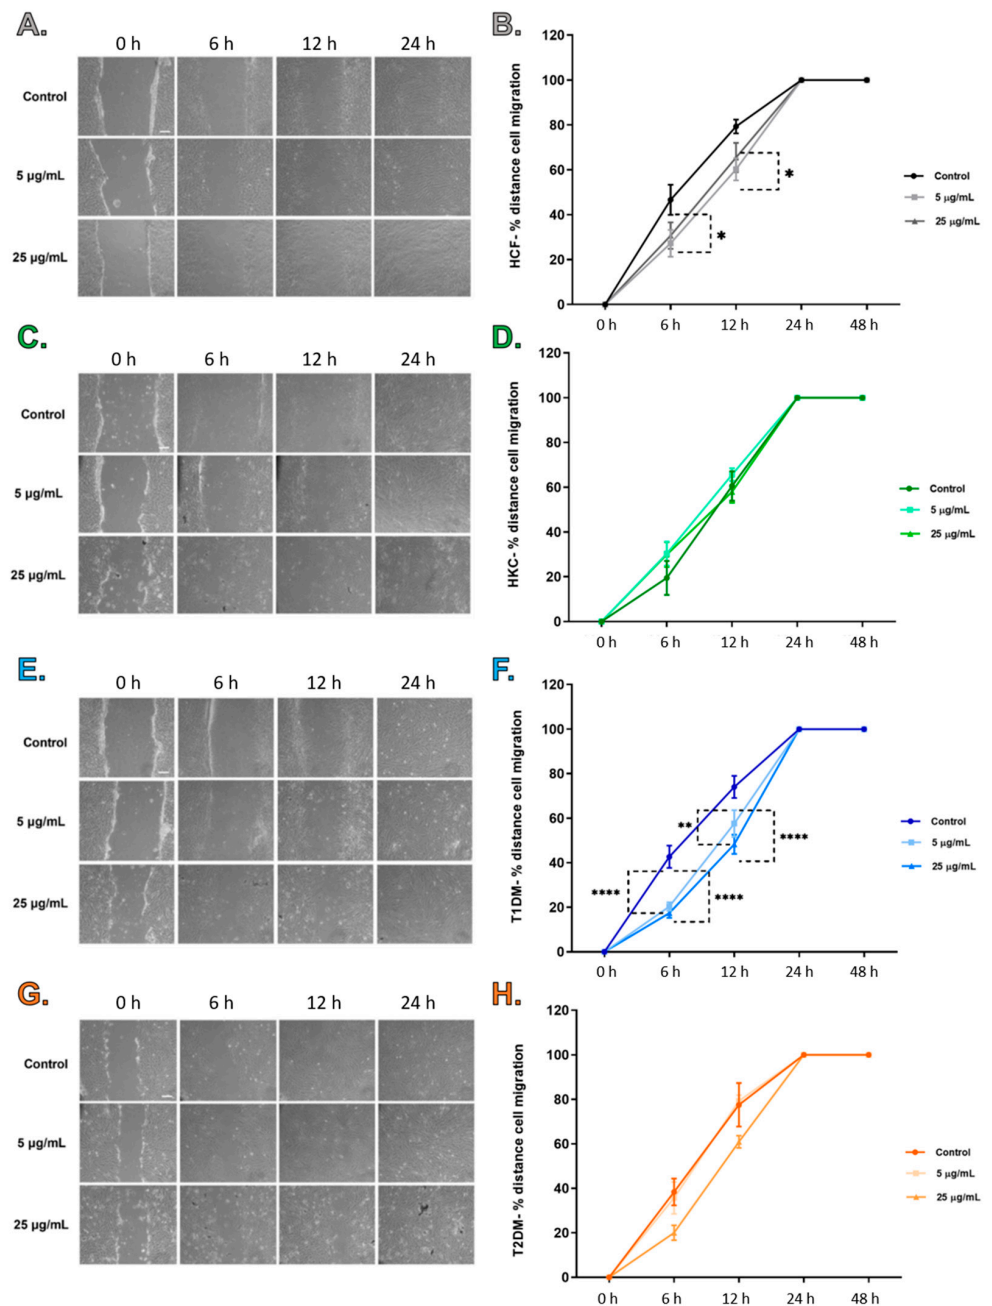 A.
0 h 6 h 12 h 24 h
Control
5 µg/mL
25 µg/mL
B.
HCF- % distance cell migration
120
100
80
60
40
20
0
*
*
0 h 6 h 12 h 24 h 48 h
Control
5 µg/mL
25 µg/mL
C.
0 h 6 h 12 h 24 h
Control
5 µg/mL
25 µg/mL
D.
HKC- % distance cell migration
120
100
80
60
40
20
0
0 h 6 h 12 h 24 h 48 h
Control
5 µg/mL
25 µg/mL
E.
0 h 6 h 12 h 24 h
Control
5 µg/mL
25 µg/mL
F.
T1DM- % distance cell migration
120
100
80
60
40
20
0
**
****
****
****
0 h 6 h 12 h 24 h 48 h
Control
5 µg/mL
25 µg/mL
G.
0 h 6 h 12 h 24 h
Control
5 µg/mL
25 µg/mL
H.
T2DM- % distance cell migration
120
100
80
60
40
20
0
0 h 6 h 12 h 24 h 48 h
Control
5 µg/mL
25 µg/mL